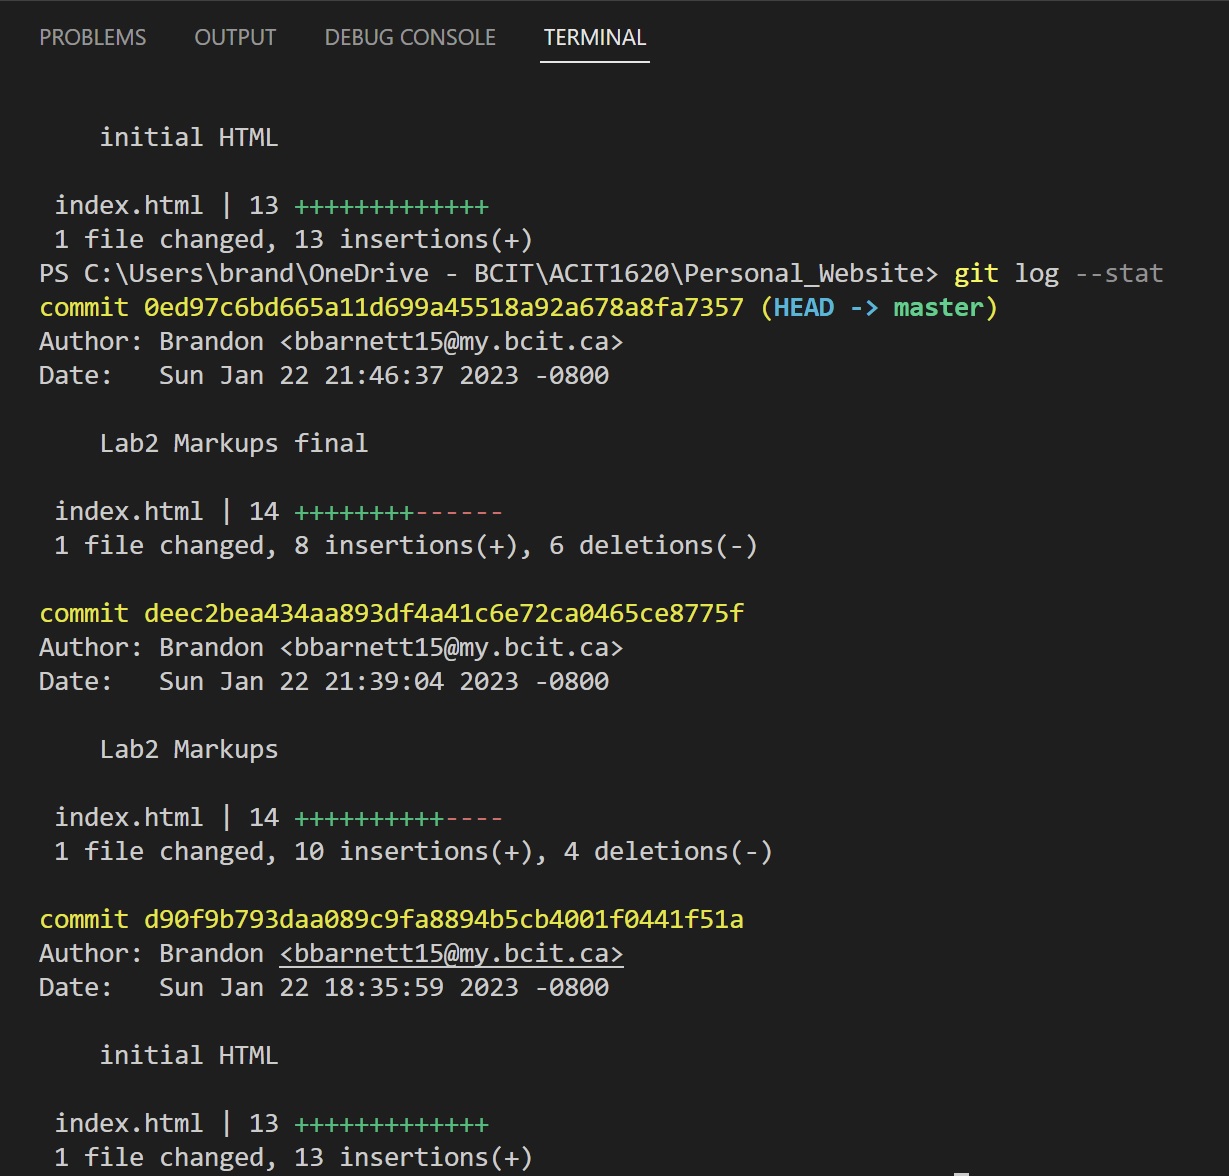 PROBLEMS OUTPUT DEBUG CONSOLE TERMINAL
initial HTML
index.html | 13 +++++++++++++
1 file changed, 13 insertions(+)
PS C:\Users\brand\OneDrive - BCIT\ACIT1620\Personal_Website> git log --stat
commit 0ed97c6bd665a11d699a45518a92a678a8fa7357 (HEAD -> master)
Author: Brandon <bbarnett15@my.bcit.ca>
Date:   Sun Jan 22 21:46:37 2023 -0800
Lab2 Markups final
index.html | 14 ++++++++------
1 file changed, 8 insertions(+), 6 deletions(-)
commit deec2bea434aa893df4a41c6e72ca0465ce8775f
Author: Brandon <bbarnett15@my.bcit.ca>
Date:   Sun Jan 22 21:39:04 2023 -0800
Lab2 Markups
index.html | 14 ++++++++++----
1 file changed, 10 insertions(+), 4 deletions(-)
commit d90f9b793daa089c9fa8894b5cb4001f0441f51a
Author: Brandon <bbarnett15@my.bcit.ca>
Date:   Sun Jan 22 18:35:59 2023 -0800
initial HTML
index.html | 13 +++++++++++++
1 file changed, 13 insertions(+)